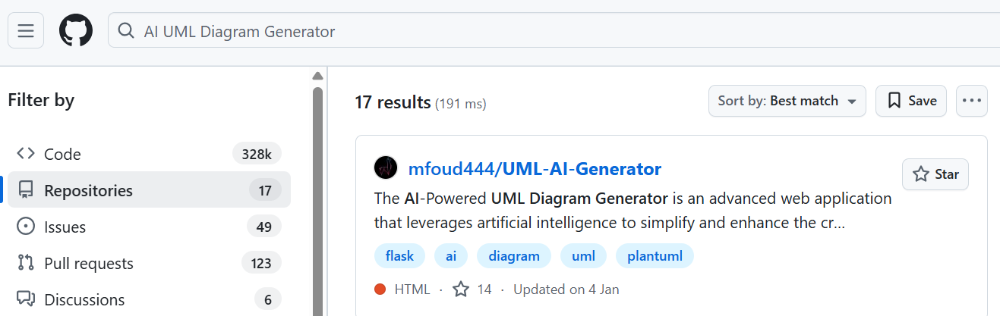 AI UML Diagram Generator
Filter by
Code 328k
Repositories 17
Issues 49
Pull requests 123
Discussions 6
17 results (191 ms)
Sort by: Best match
Save
mfoud444/UML-AI-Generator
Star
The AI-Powered UML Diagram Generator is an advanced web application
that leverages artificial intelligence to simplify and enhance the cr...
flask ai diagram uml plantuml
HTML · 14 · Updated on 4 Jan